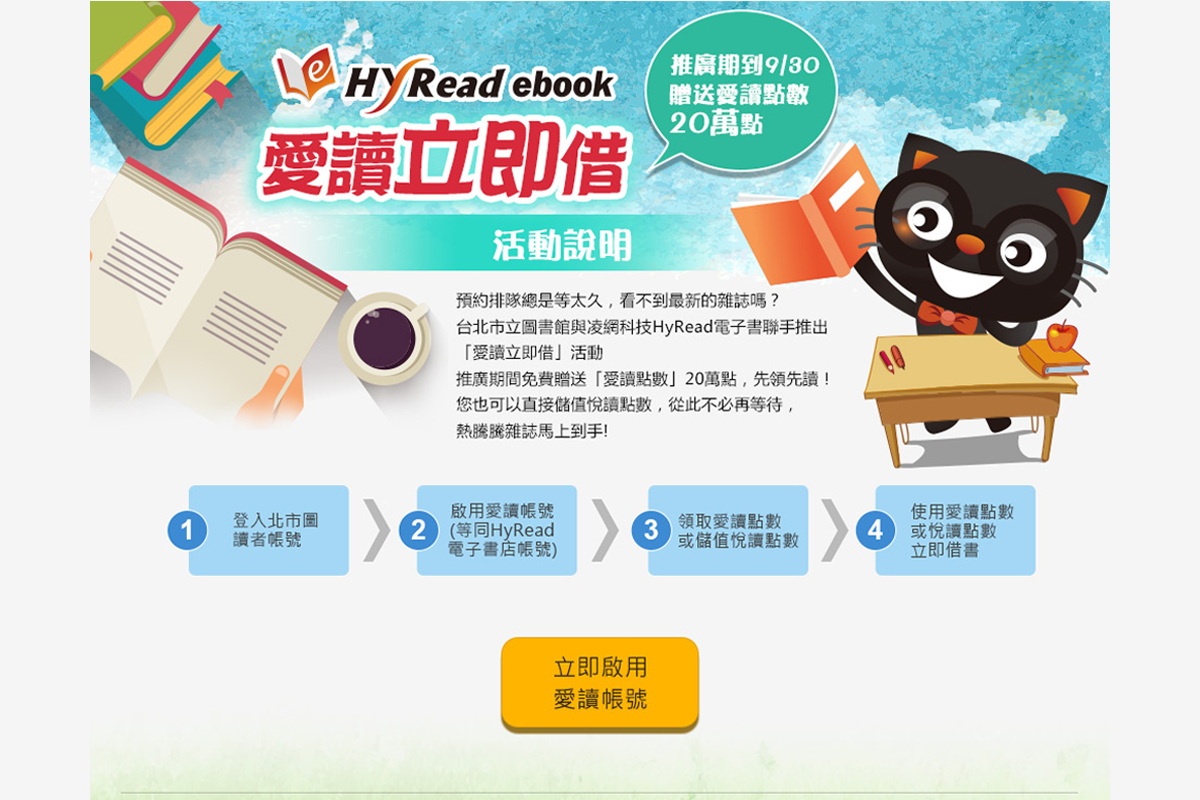 HyRead ebook
愛讀立即借
推廣期到9/30
贈送愛讀點數
20萬點
活動說明
預約排隊總是等太久，看不到最新的雜誌嗎？
台北市立圖書館與凌網科技HyRead電子書聯手推出
「愛讀立即借」活動
推廣期間免費贈送「愛讀點數」20萬點，先領先讀！
您也可以直接儲值悅讀點數，從此不必再等待，
熱騰騰雜誌馬上到手!
1
登入北市圖
讀者帳號
2
啟用愛讀帳號
(等同HyRead
電子書店帳號)
3
領取愛讀點數
或儲值悅讀點數
4
使用愛讀點數
或悅讀點數
立即借書
立即啟用
愛讀帳號